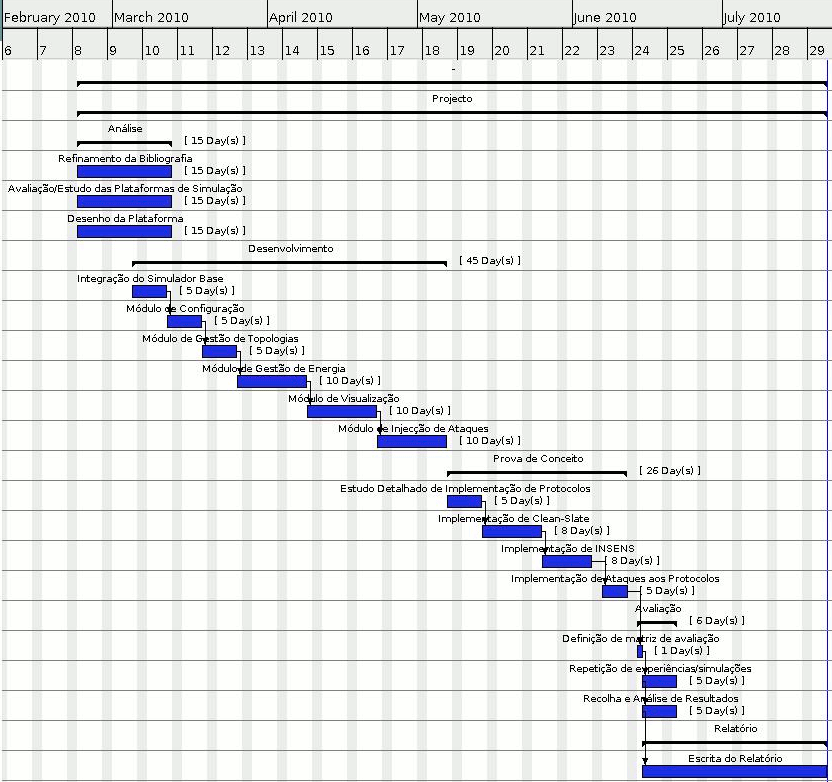 February 2010 March 2010 April 2010 May 2010 June 2010 July 2010
6 7 8 9 10 11 12 13 14 15 16 17 18 19 20 21 22 23 24 25 26 27 28 29
-
Projecto
Análise
[ 15 Day(s) ]
Refinamento da Bibliografia
[ 15 Day(s) ]
Avaliação/Estudo das Plataformas de Simulação
[ 15 Day(s) ]
Desenho da Plataforma
[ 15 Day(s) ]
Desenvolvimento
[ 45 Day(s) ]
Integração do Simulador Base
[ 5 Day(s) ]
Módulo de Configuração
[ 5 Day(s) ]
Módulo de Gestão de Topologias
[ 5 Day(s) ]
Módulo de Gestão de Energia
[ 10 Day(s) ]
Módulo de Visualização
[ 10 Day(s) ]
Módulo de Injecção de Ataques
[ 10 Day(s) ]
Prova de Conceito
[ 26 Day(s) ]
Estudo Detalhado de Implementação de Protocolos
[ 5 Day(s) ]
Implementação de Clean-Slate
[ 8 Day(s) ]
Implementação de INSENS
[ 8 Day(s) ]
Implementação de Ataques aos Protocolos
[ 5 Day(s) ]
Avaliação
[ 6 Day(s) ]
Definição de matriz de avaliação
[ 1 Day(s) ]
Repetição de experiências/simulações
[ 5 Day(s) ]
Recolha e Análise de Resultados
[ 5 Day(s) ]
Relatório
Escrita do Relatório